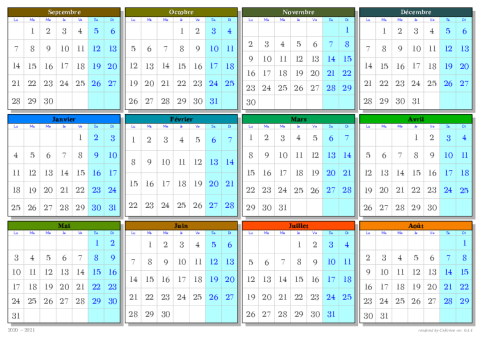 Septembre
Lu Ma Me Je Ve Sa Di
1 2 3 4 5 6
7 8 9 10 11 12 13
14 15 16 17 18 19 20
21 22 23 24 25 26 27
28 29 30
Octobre
Lu Ma Me Je Ve Sa Di
1 2 3 4
5 6 7 8 9 10 11
12 13 14 15 16 17 18
19 20 21 22 23 24 25
26 27 28 29 30 31
Novembre
Lu Ma Me Je Ve Sa Di
1
2 3 4 5 6 7 8
9 10 11 12 13 14 15
16 17 18 19 20 21 22
23 24 25 26 27 28 29
30
Décembre
Lu Ma Me Je Ve Sa Di
1 2 3 4 5 6
7 8 9 10 11 12 13
14 15 16 17 18 19 20
21 22 23 24 25 26 27
28 29 30 31
Janvier
Lu Ma Me Je Ve Sa Di
1 2 3
4 5 6 7 8 9 10
11 12 13 14 15 16 17
18 19 20 21 22 23 24
25 26 27 28 29 30 31
Février
Lu Ma Me Je Ve Sa Di
1 2 3 4 5 6 7
8 9 10 11 12 13 14
15 16 17 18 19 20 21
22 23 24 25 26 27 28
Mars
Lu Ma Me Je Ve Sa Di
1 2 3 4 5 6 7
8 9 10 11 12 13 14
15 16 17 18 19 20 21
22 23 24 25 26 27 28
29 30 31
Avril
Lu Ma Me Je Ve Sa Di
1 2 3 4
5 6 7 8 9 10 11
12 13 14 15 16 17 18
19 20 21 22 23 24 25
26 27 28 29 30
Mai
Lu Ma Me Je Ve Sa Di
1 2
3 4 5 6 7 8 9
10 11 12 13 14 15 16
17 18 19 20 21 22 23
24 25 26 27 28 29 30
31
Juin
Lu Ma Me Je Ve Sa Di
1 2 3 4 5 6
7 8 9 10 11 12 13
14 15 16 17 18 19 20
21 22 23 24 25 26 27
28 29 30
Juillet
Lu Ma Me Je Ve Sa Di
1 2 3 4
5 6 7 8 9 10 11
12 13 14 15 16 17 18
19 20 21 22 23 24 25
26 27 28 29 30 31
Août
Lu Ma Me Je Ve Sa Di
1
2 3 4 5 6 7 8
9 10 11 12 13 14 15
16 17 18 19 20 21 22
23 24 25 26 27 28 29
30 31
2020 - 2021
created by